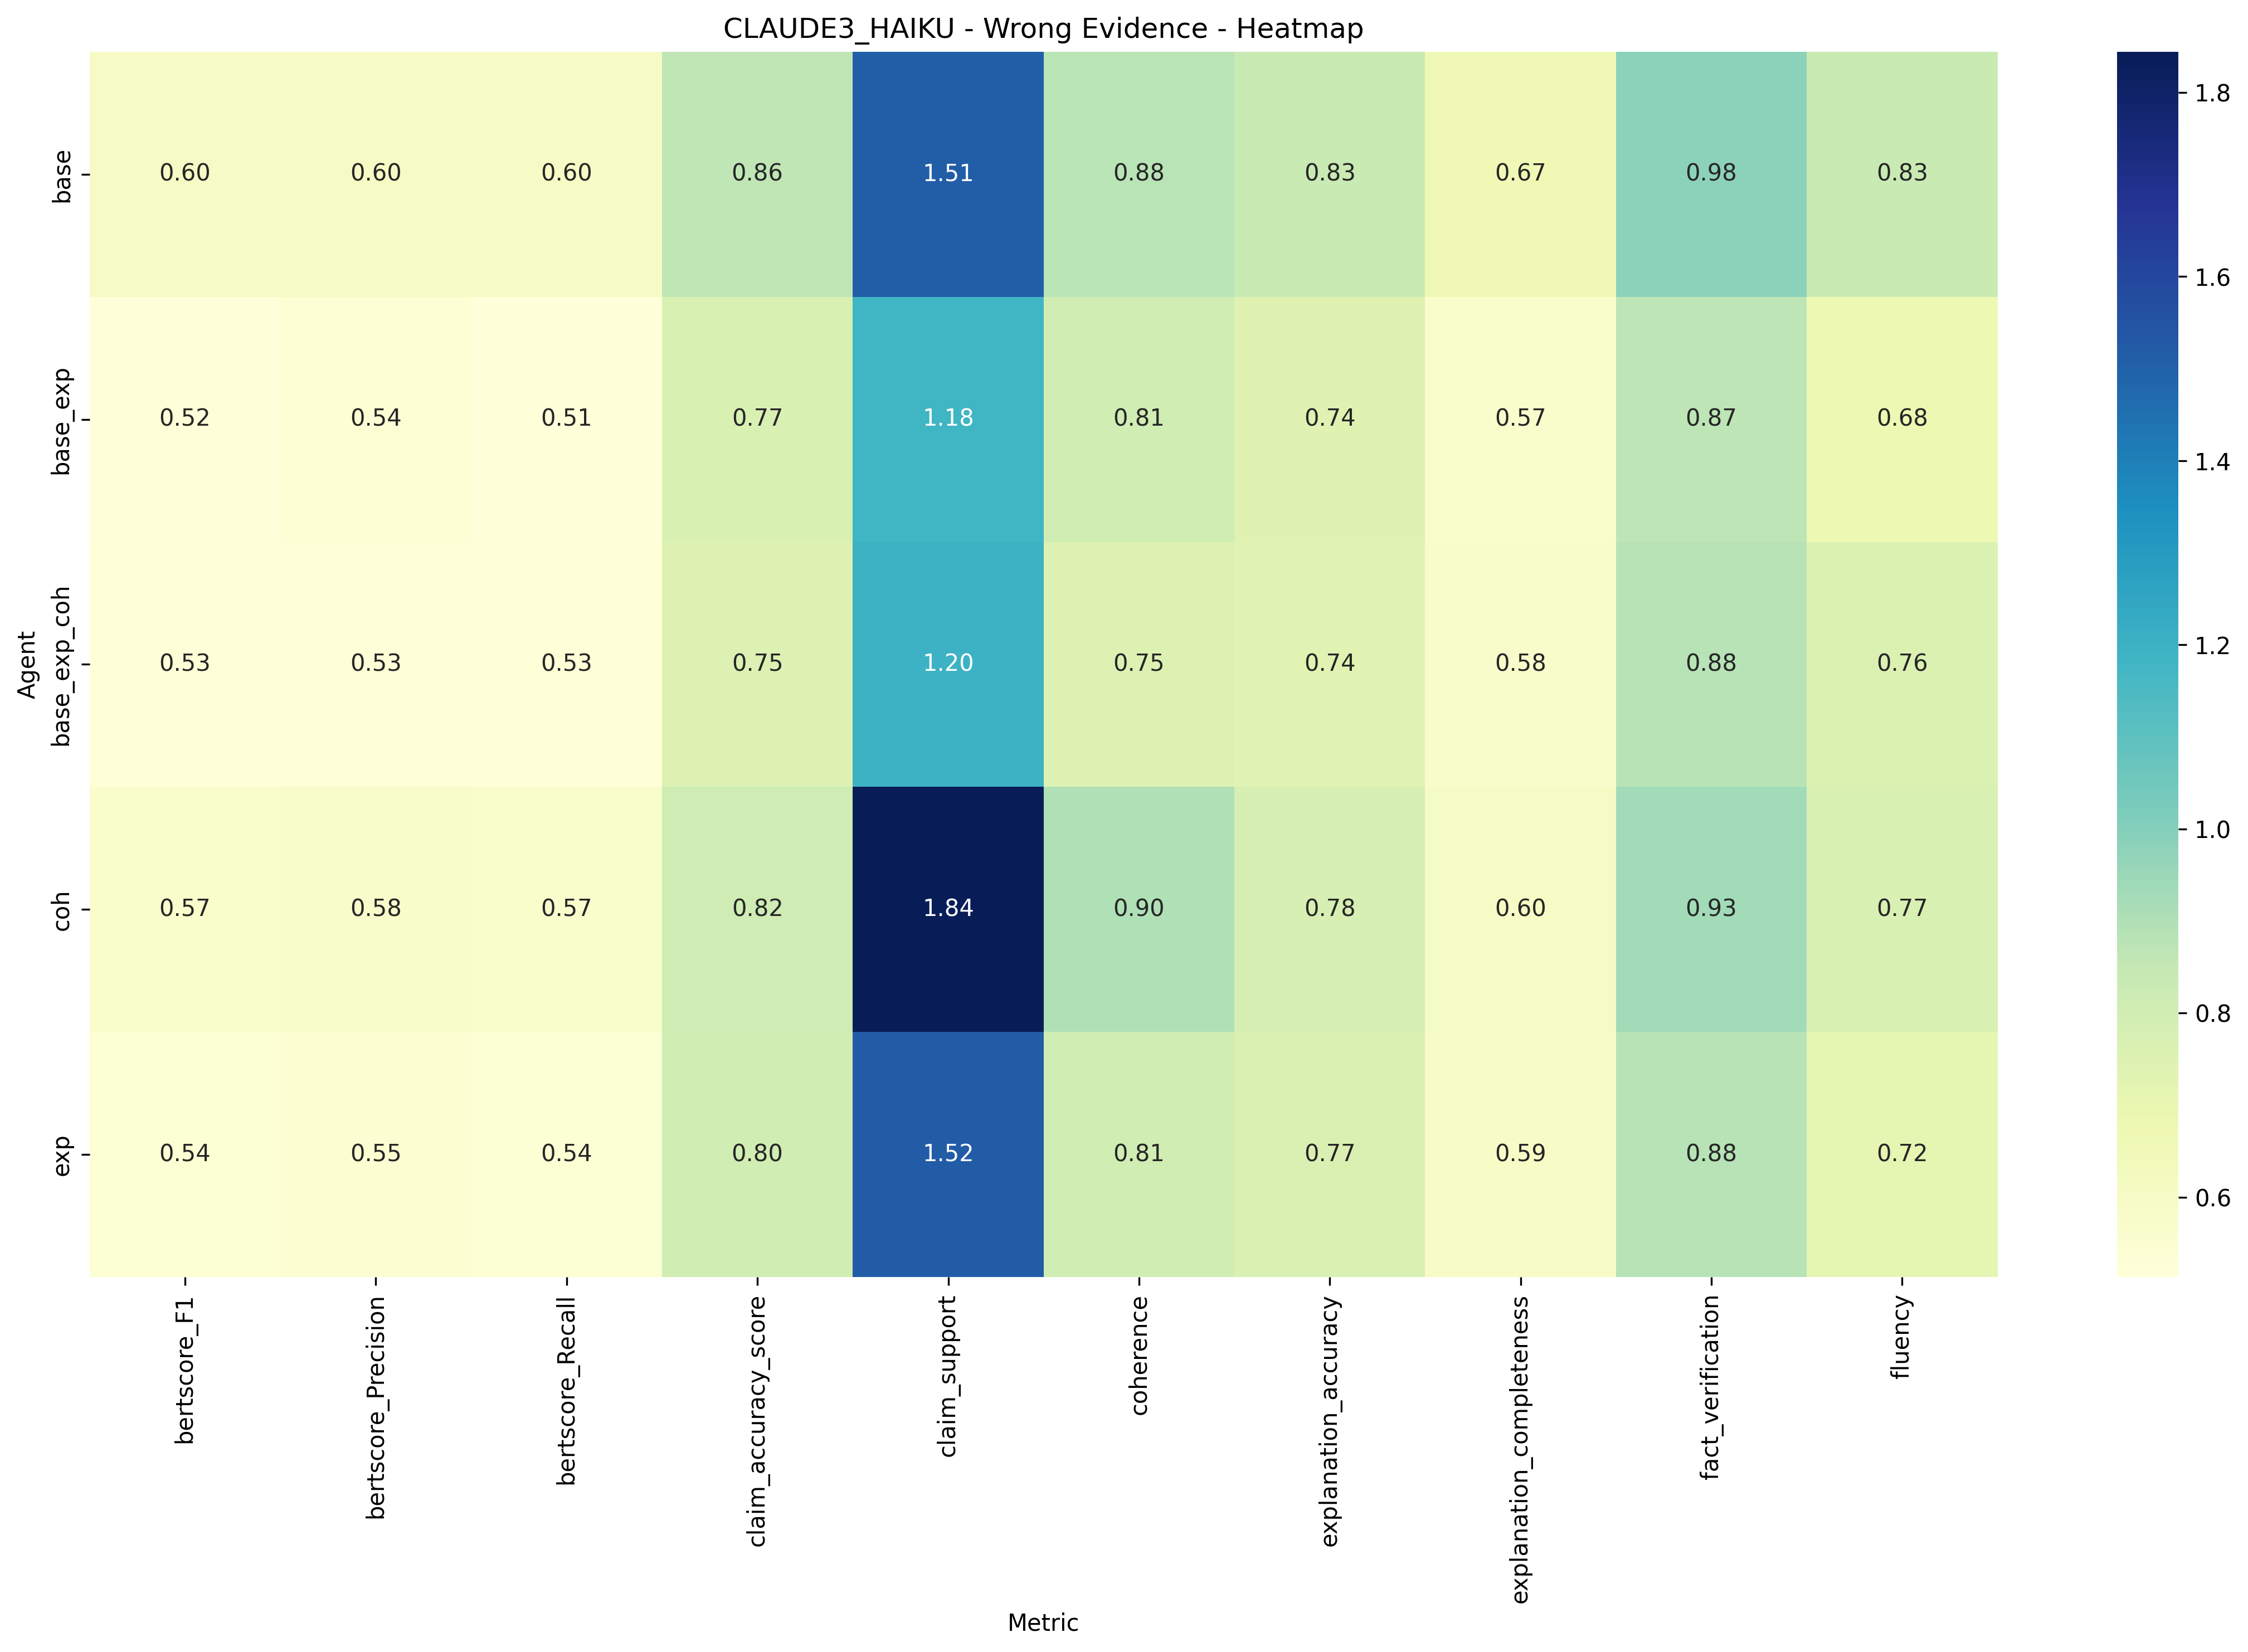 CLAUDE3_HAIKU - Wrong Evidence - Heatmap
Agent
base
0.60 0.60 0.60 0.86 1.51 0.88 0.83 0.67 0.98 0.83
base_exp
0.52 0.54 0.51 0.77 1.18 0.81 0.74 0.57 0.87 0.68
base_exp_coh
0.53 0.53 0.53 0.75 1.20 0.75 0.74 0.58 0.88 0.76
coh
0.57 0.58 0.57 0.82 1.84 0.90 0.78 0.60 0.93 0.77
exp
0.54 0.55 0.54 0.80 1.52 0.81 0.77 0.59 0.88 0.72
bertscore_F1
bertscore_Precision
bertscore_Recall
claim_accuracy_score
claim_support
coherence
explanation_accuracy
explanation_completeness
fact_verification
fluency
Metric
1.8
1.6
1.4
1.2
1.0
0.8
0.6